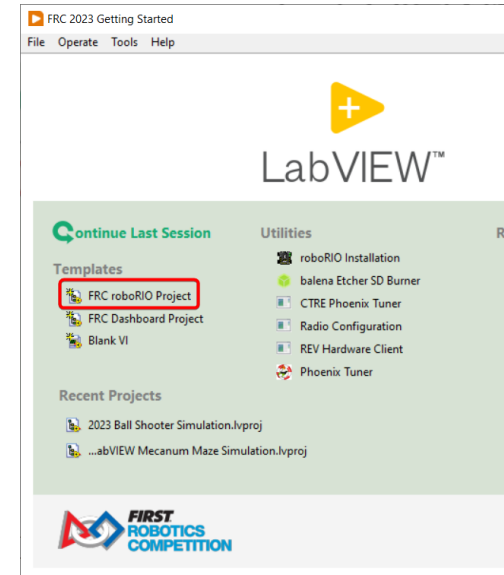 FRC 2023 Getting Started
File Operate Tools Help
LabVIEW™
Continue Last Session
Templates
FRC roboRIO Project
FRC Dashboard Project
Blank VI
Utilities
roboRIO Installation
balena Etcher SD Burner
CTRE Phoenix Tuner
Radio Configuration
REV Hardware Client
Phoenix Tuner
R
Recent Projects
2023 Ball Shooter Simulation.lvproj
...abVIEW Mecanum Maze Simulation.lvproj
FIRST
ROBOTICS
COMPETITION